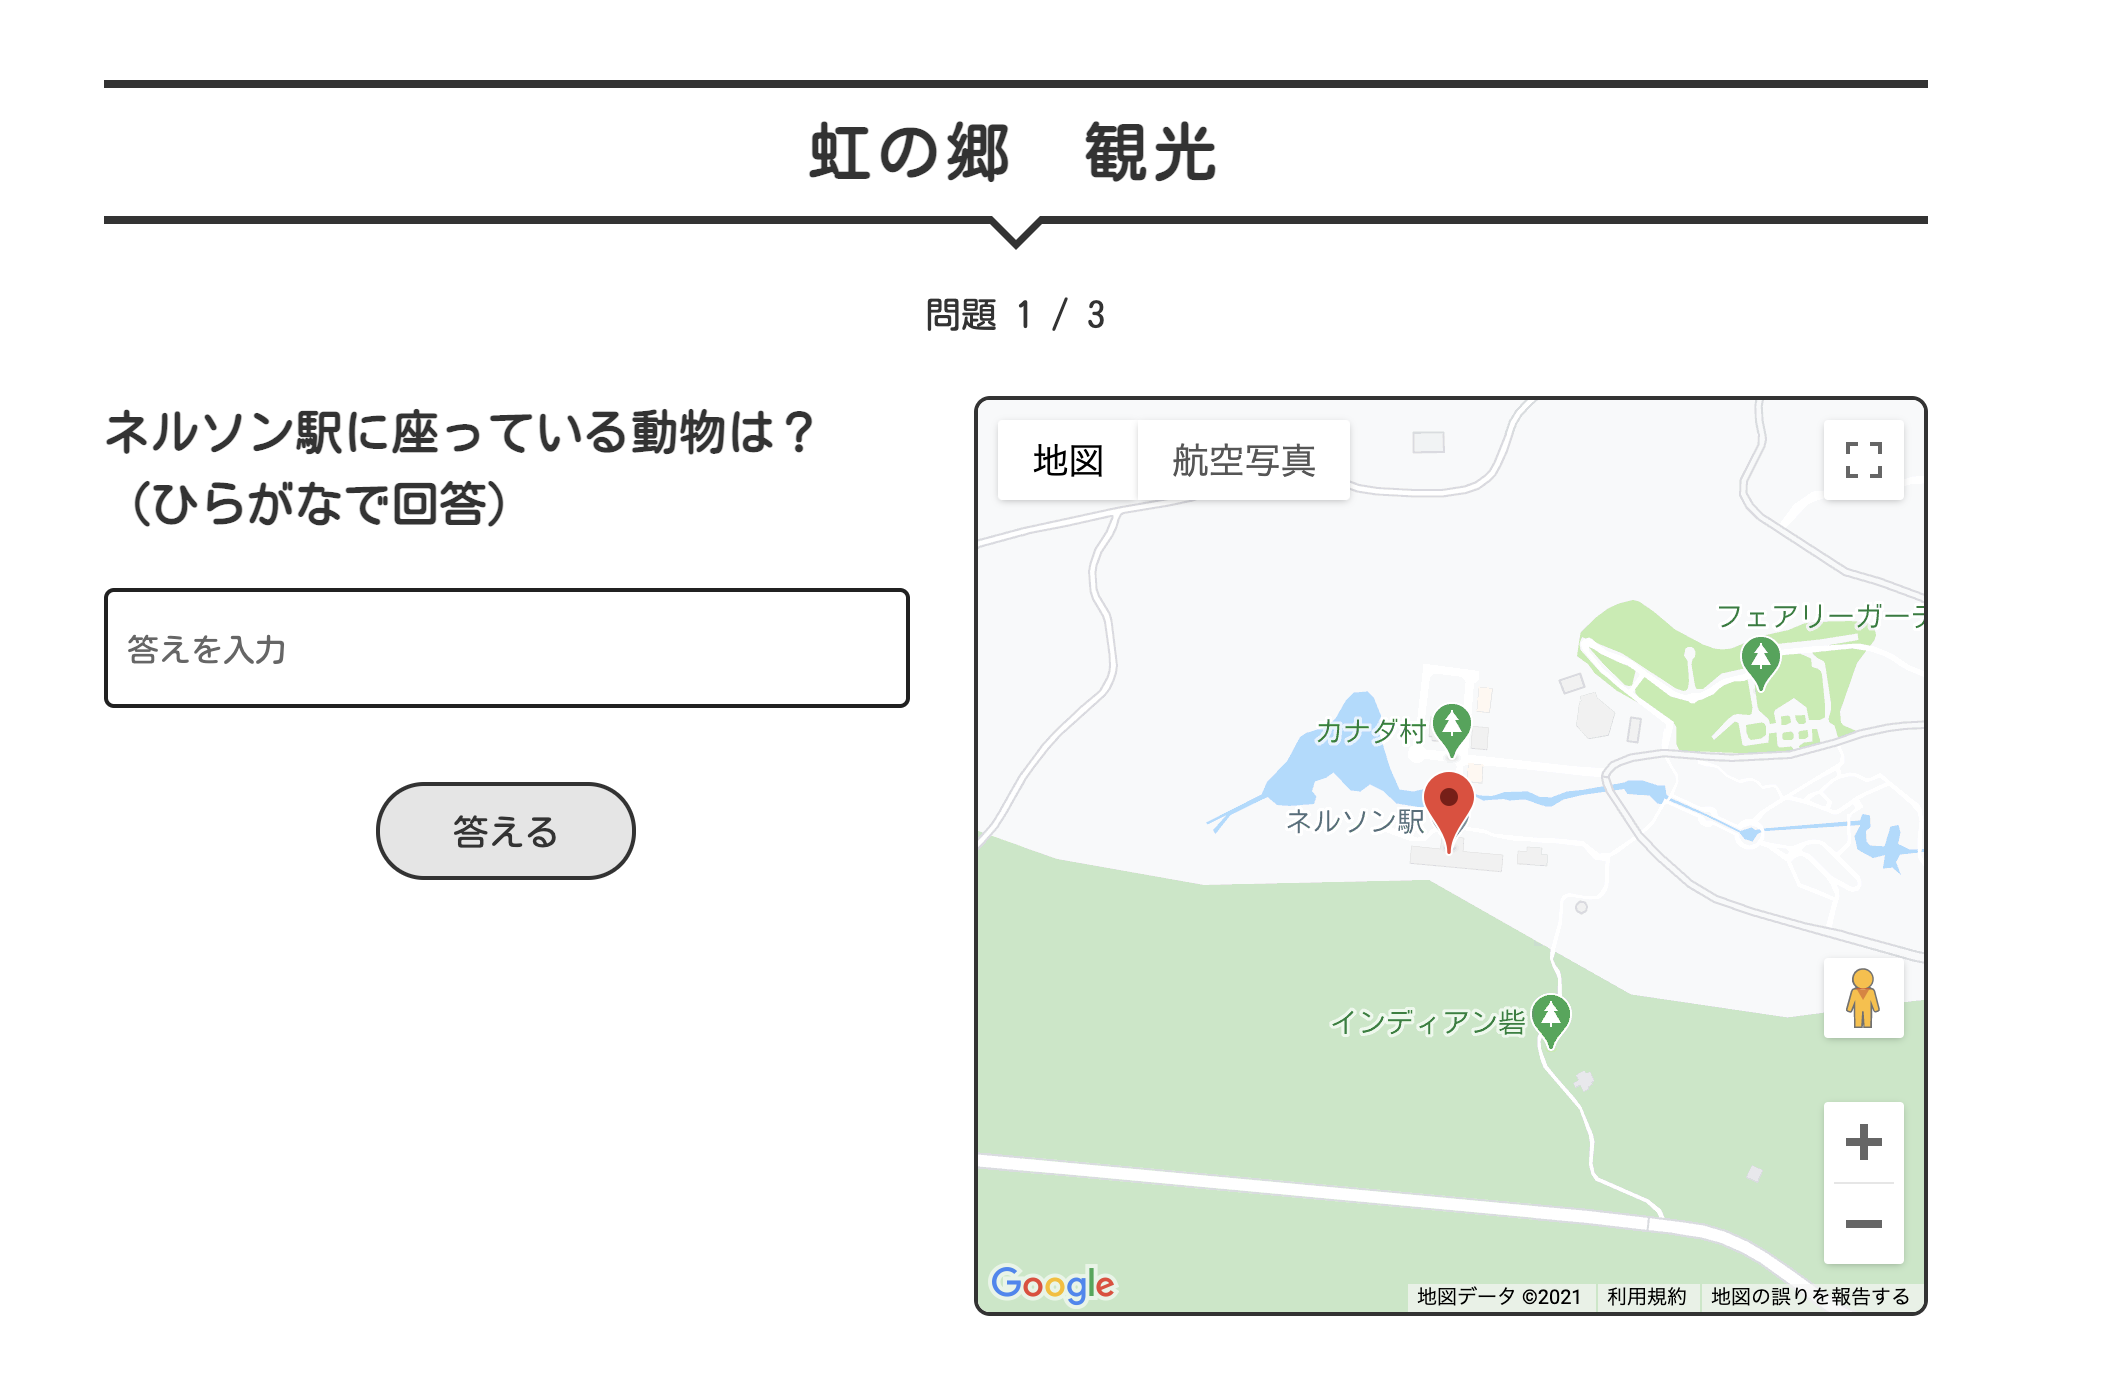 虹の郷　観光
問題 1 / 3
ネルソン駅に座っている動物は？
（ひらがなで回答）
答えを入力
答える
地図
航空写真
フェアリーガーデ
カナダ村
ネルソン駅
インディアン砦
Google
地図データ ©2021
利用規約
地図の誤りを報告する